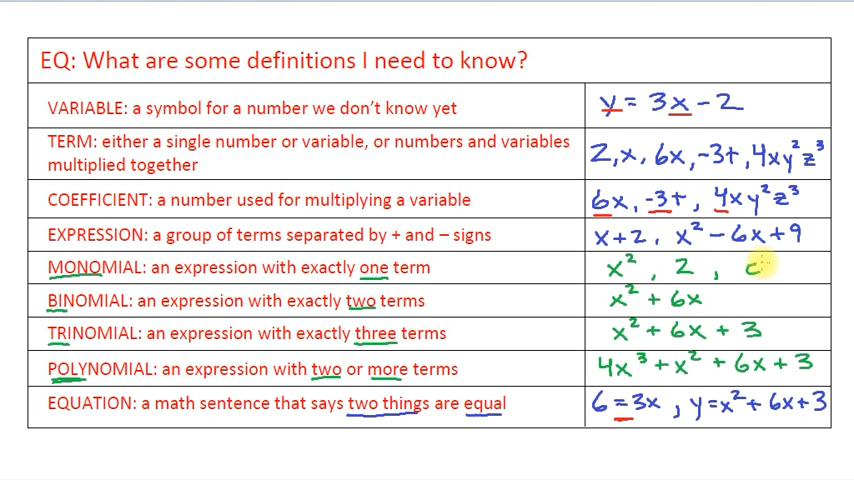 EQ: What are some definitions I need to know?
VARIABLE: a symbol for a number we don't know yet
y = 3x - 2
TERM: either a single number or variable, or numbers and variables
multiplied together
2, x, 6x, -3t, 4xy²z³
COEFFICIENT: a number used for multiplying a variable
6x, -3t, 4xy²z³
EXPRESSION: a group of terms separated by + and – signs
x+2, x² - 6x + 9
MONOMIAL: an expression with exactly one term
x², 2,
BINOMIAL: an expression with exactly two terms
x² + 6x
TRINOMIAL: an expression with exactly three terms
x² + 6x + 3
POLYNOMIAL: an expression with two or more terms
4x³ + x² + 6x + 3
EQUATION: a math sentence that says two things are equal
6 = 3x, y = x² + 6x + 3